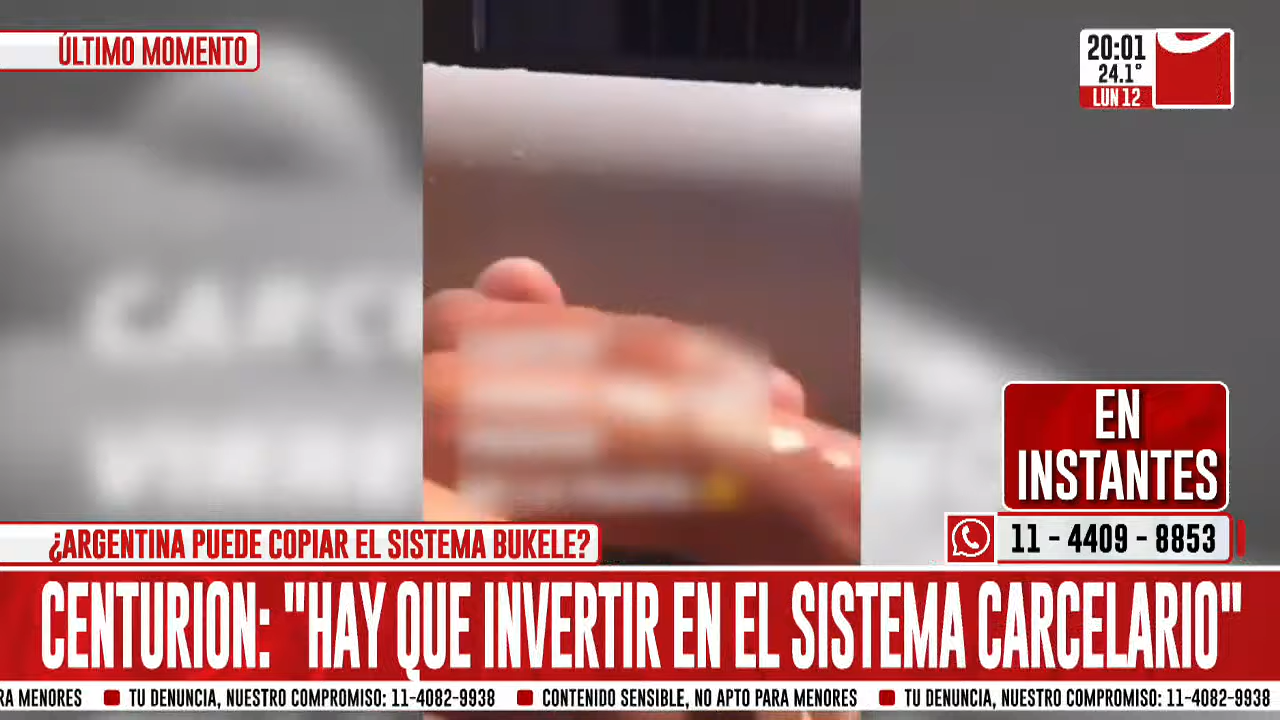 ÚLTIMO MOMENTO
20:01
24.1°
LUN 12
EN
INSTANTES
11 - 4409 - 8853
¿ARGENTINA PUEDE COPIAR EL SISTEMA BUKELE?
CENTURION: "HAY QUE INVERTIR EN EL SISTEMA CARCELARIO"
RA MENORES TU DENUNCIA, NUESTRO COMPROMISO: 11-4082-9938 CONTENIDO SENSIBLE, NO APTO PARA MENORES TU DENUNCIA, NUESTRO COMPROMISO: 11-4082-9938